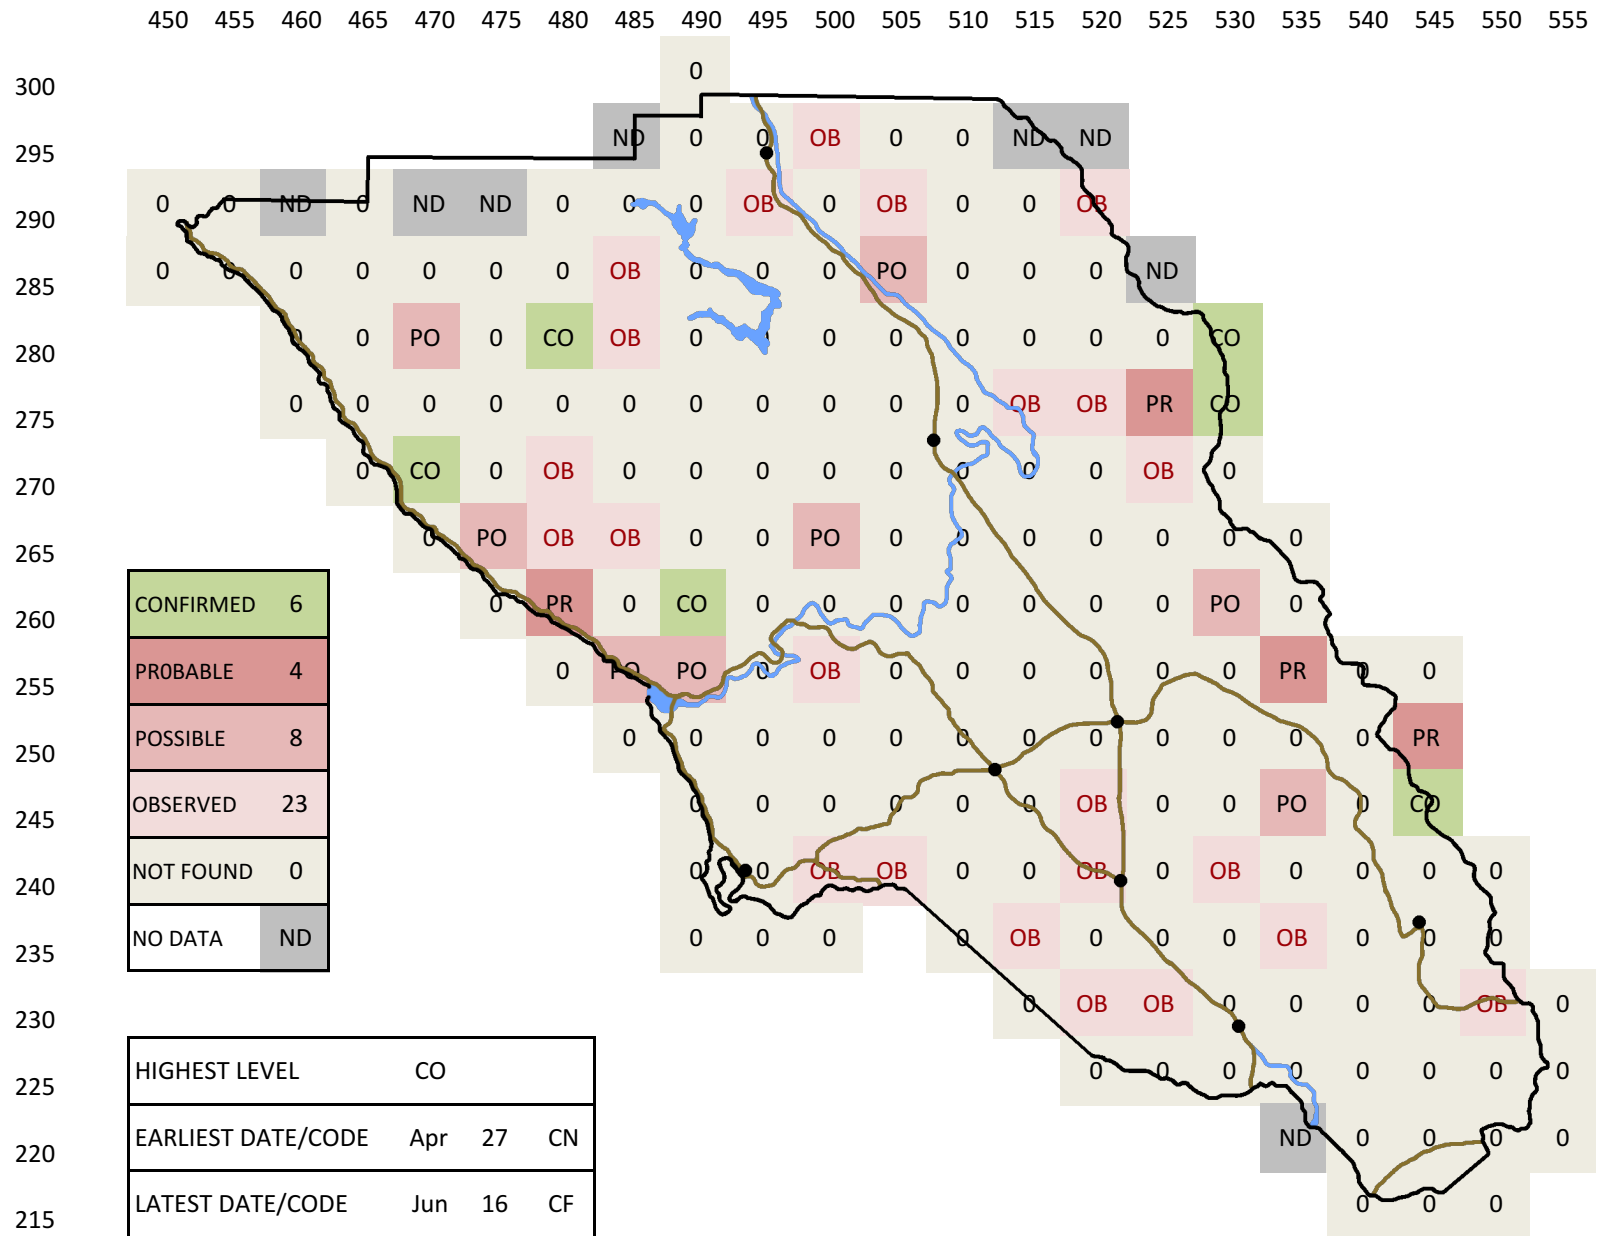 450 455 460 465 470 475 480 485 490 495 500 505 510 515 520 525 530 535 540 545 550 555
300 0
295 ND 0 0 OB 0 0 ND ND
290 0 0 ND 0 ND ND 0 0 0 OB 0 OB 0 0 OB
285 0 0 0 0 0 0 0 OB 0 0 0 PO 0 0 0 ND
280 0 0 PO 0 CO OB 0 0 0 0 0 0 0 0 CO
275 0 0 0 0 0 0 0 0 0 0 0 OB OB PR CO
270 0 CO 0 OB 0 0 0 0 0 0 0 0 OB 0
265 0 PO OB OB 0 0 PO 0 0 0 0 0 0 0
260 0 PR 0 CO 0 0 0 0 0 0 0 PO 0
255 0 PO PO 0 OB 0 0 0 0 0 0 PR 0 0
250 0 0 0 0 0 0 0 0 0 0 0 0 PR
245 0 0 0 0 0 0 OB 0 0 PO 0 CO
240 0 0 OB OB 0 0 OB 0 OB 0 0 0 0
235 0 0 0 0 OB 0 0 0 OB 0 0 0
230 0 OB OB 0 0 0 0 OB 0
225 0 0 0 0 0 0 0 0
220 ND 0 0 0 0
215 0 0 0
CONFIRMED 6
PR0BABLE 4
POSSIBLE 8
OBSERVED 23
NOT FOUND 0
NO DATA ND
HIGHEST LEVEL CO
EARLIEST DATE/CODE Apr 27 CN
LATEST DATE/CODE Jun 16 CF